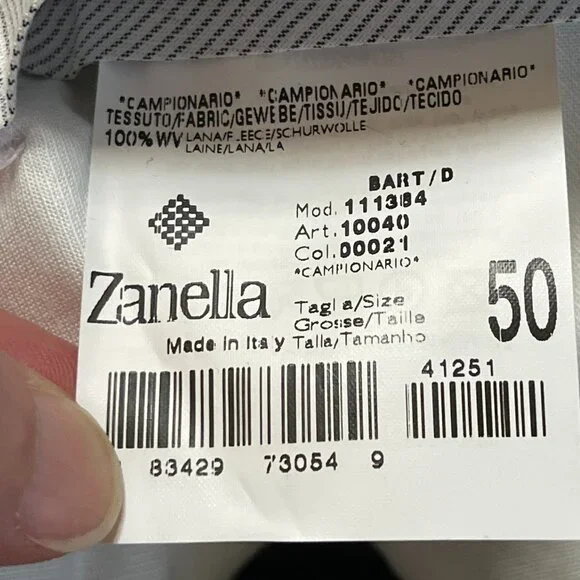 "CAMPIONARIO" "CAMPIONARIO" "CAMPIONARIO"
TESSUTO/FABRIC/GEWEBE/TISSU/TEJIDO/TECIDO
100% WV LANA/FLEECE/SCHURWOLLE
LAINE/LANA/LA
BART/D
Mod. 111384
Art. 10040
Col. 00021
"CAMPIONARIO"
Zanella
Made in Italy
Taglia/Size
Grosse/Taille
Talla/Tamanho
50
41251
83429 73054 9